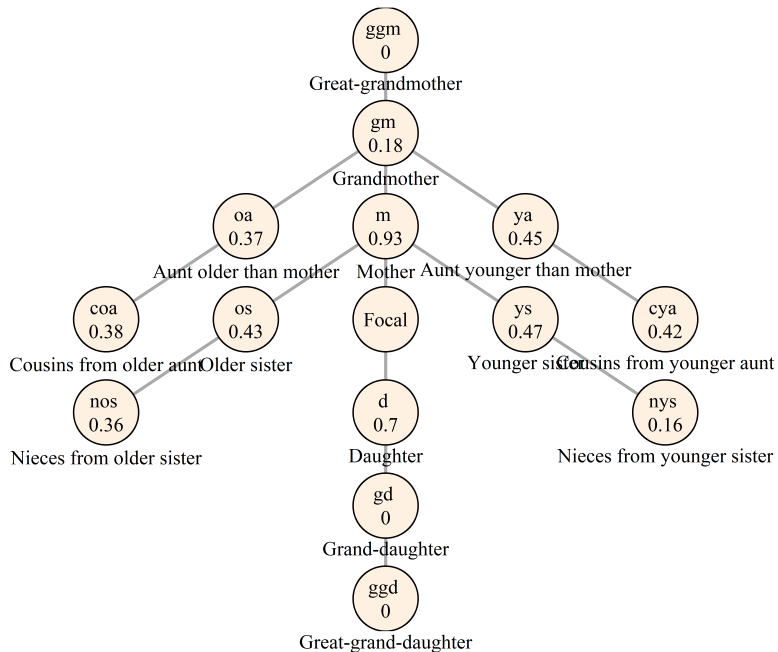 ggm
0
Great-grandmother
gm
0.18
Grandmother
oa
0.37
Aunt older than mother
m
0.93
Mother
ya
0.45
Aunt younger than mother
coa
0.38
Cousins from older aunt
os
0.43
Older sister
Focal
ys
0.47
Younger sister
cya
0.42
Cousins from younger aunt
nos
0.36
Nieces from older sister
d
0.7
Daughter
nys
0.16
Nieces from younger sister
gd
0
Grand-daughter
ggd
0
Great-grand-daughter